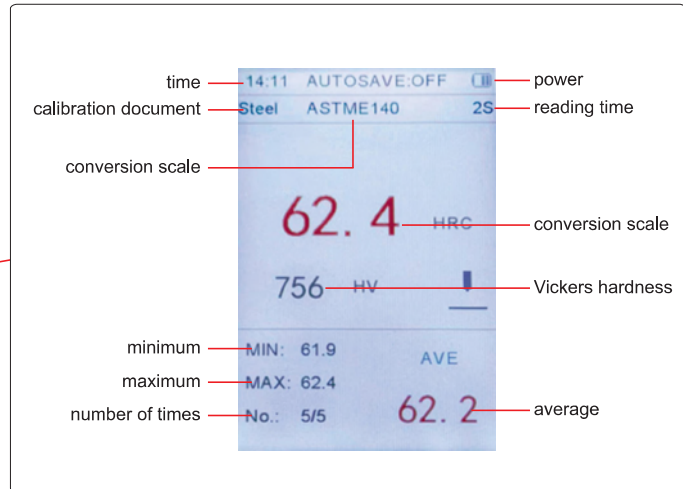 time 14:11 AUTOSAVE:OFF power
calibration document Steel ASTME140 2S reading time
conversion scale
62.4 HRC conversion scale
756 HV Vickers hardness
minimum MIN: 61.9 AVE
maximum MAX: 62.4
number of times No.: 5/5 62.2 average